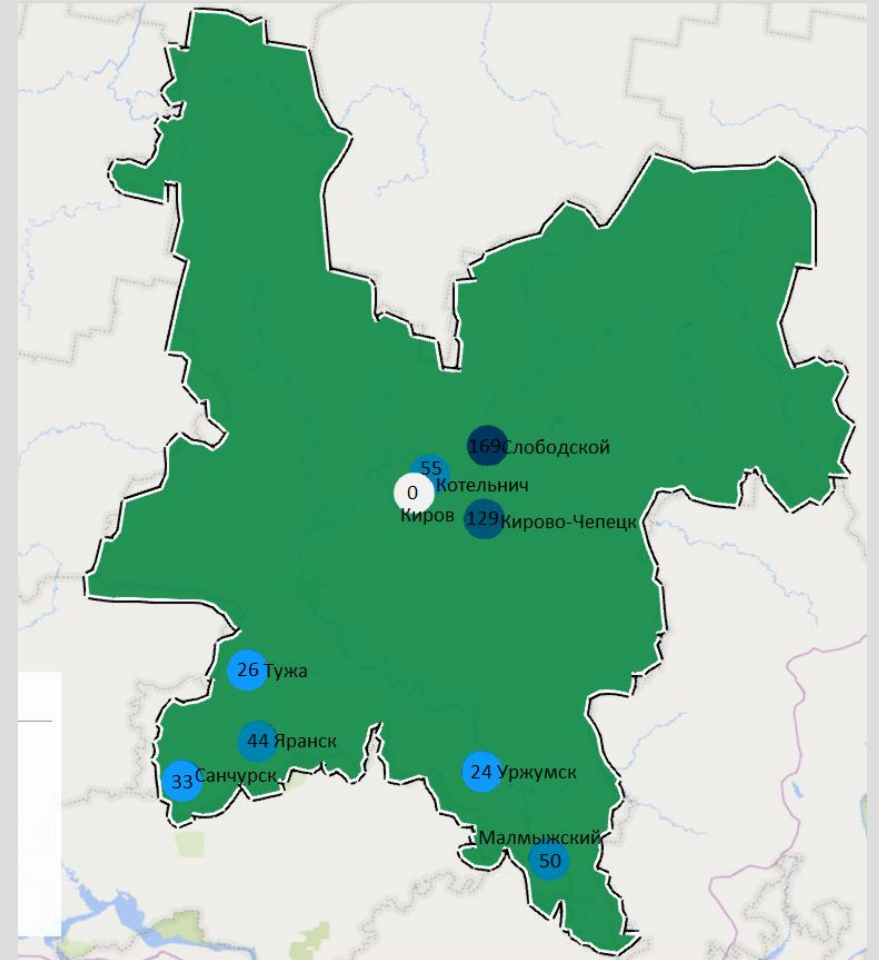 169 Слободской
55
Котельнич
0
Киров
129 Кирово-Чепецк
26 Тужа
44 Яранск
33 Санчурск
24 Уржумск
Малмыжский
50